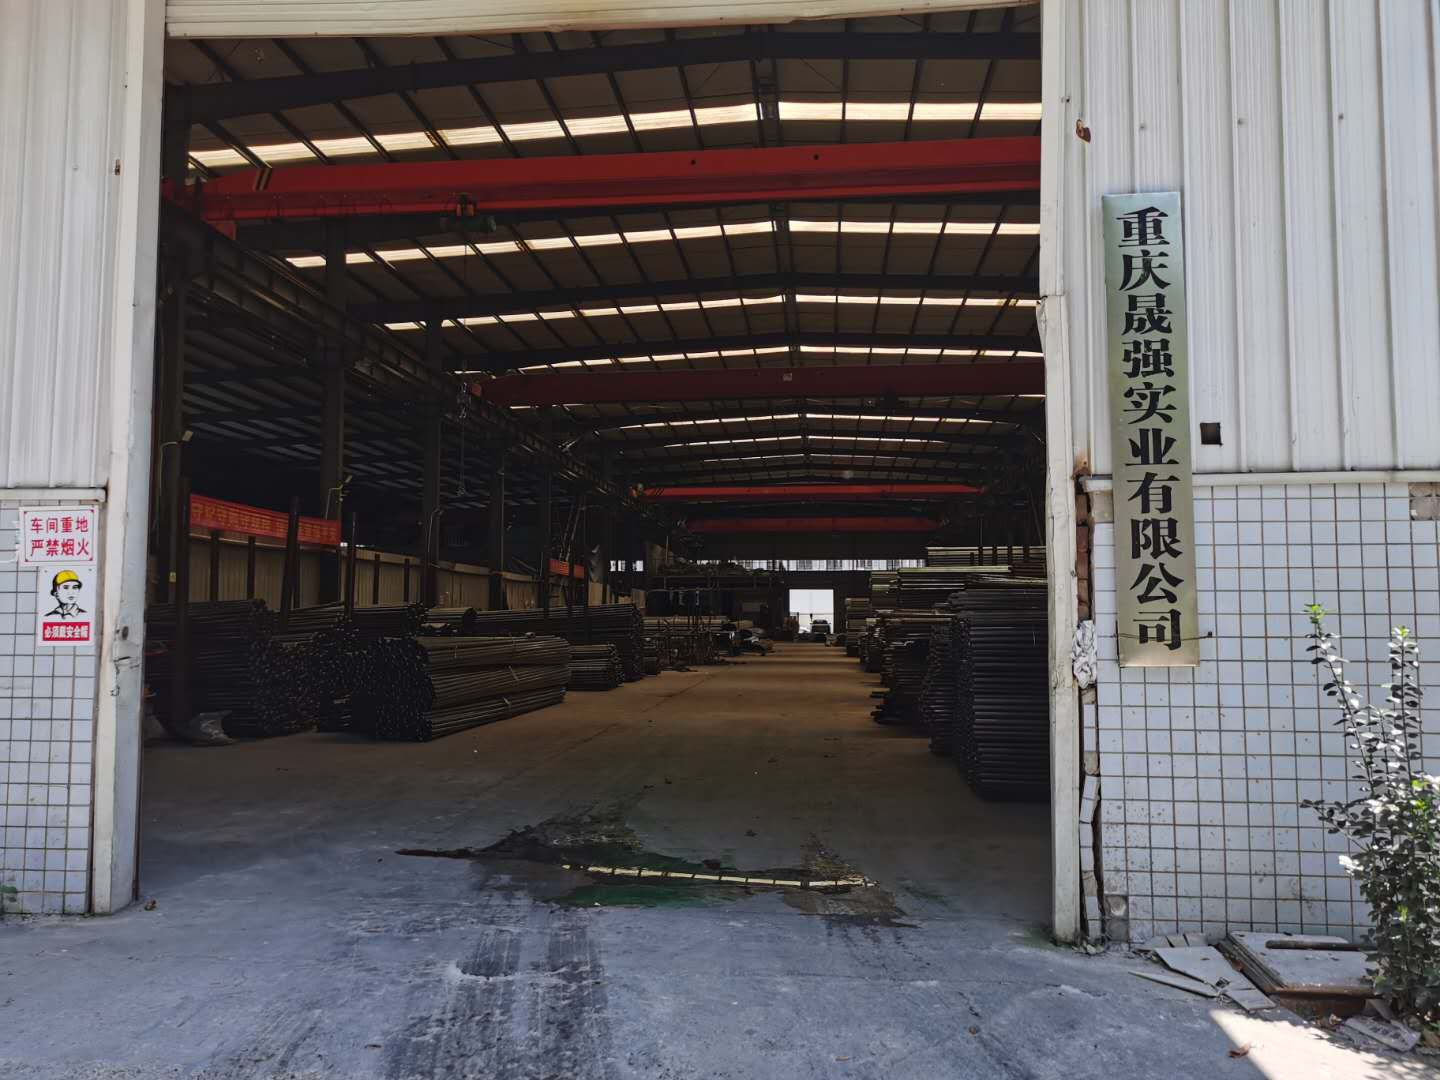 车间重地
严禁烟火
必须戴安全帽
重庆晟强实业有限公司